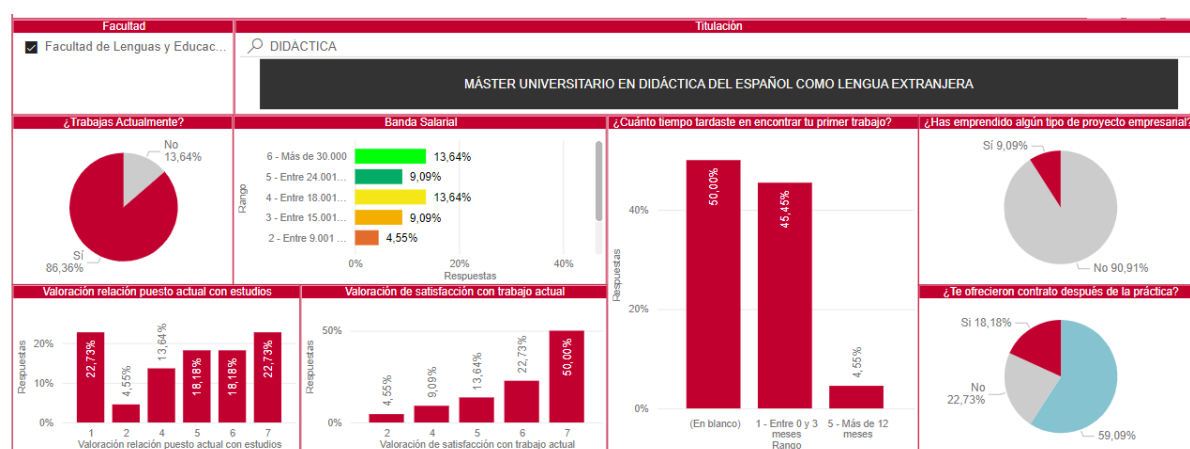 Facultad
Facultad de Lenguas y Educac...
Titulación
DIDÁCTICA
MÁSTER UNIVERSITARIO EN DIDÁCTICA DEL ESPAÑOL COMO LENGUA EXTRANJERA
¿Trabajas Actualmente?
No
13,64%
Sí
86,36%
Banda Salarial
Rango
6 - Más de 30.000
13,64%
5 - Entre 24.001...
9,09%
4 - Entre 18.001...
13,64%
3 - Entre 15.001...
9,09%
2 - Entre 9.001 ...
4,55%
0%
20%
40%
Respuestas
¿Cuánto tiempo tardaste en encontrar tu primer trabajo?
Respuestas
40%
20%
0%
50,00%
45,45%
4,55%
(En blanco)
1 - Entre 0 y 3
meses
5 - Más de 12
meses
Rango
¿Has emprendido algún tipo de proyecto empresarial?
Sí 9,09%
No 90,91%
Valoración relación puesto actual con estudios
Respuestas
20%
10%
0%
22,73%
4,55%
13,64%
18,18%
18,18%
22,73%
1
2
4
5
6
7
Valoración relación puesto actual con estudios
Valoración de satisfacción con trabajo actual
Respuestas
50%
0%
4,55%
9,09%
13,64%
22,73%
50,00%
2
4
5
6
7
Valoración de satisfacción con trabajo actual
¿Te ofrecieron contrato después de la práctica?
Si 18,18%
No
22,73%
59,09%